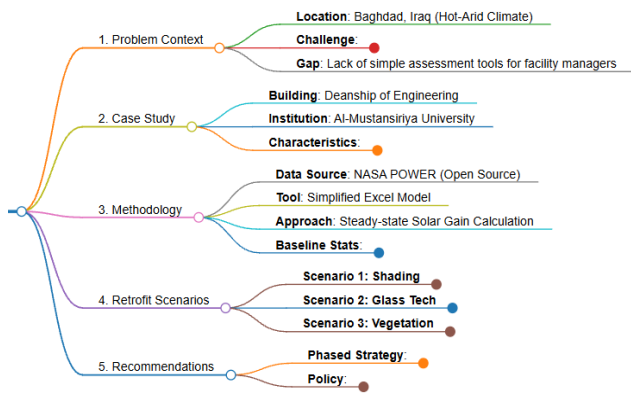 1. Problem Context
Location: Baghdad, Iraq (Hot-Arid Climate)
Challenge:
Gap: Lack of simple assessment tools for facility managers
2. Case Study
Building: Deanship of Engineering
Institution: Al-Mustansiriya University
Characteristics:
3. Methodology
Data Source: NASA POWER (Open Source)
Tool: Simplified Excel Model
Approach: Steady-state Solar Gain Calculation
Baseline Stats:
4. Retrofit Scenarios
Scenario 1: Shading
Scenario 2: Glass Tech
Scenario 3: Vegetation
5. Recommendations
Phased Strategy:
Policy: